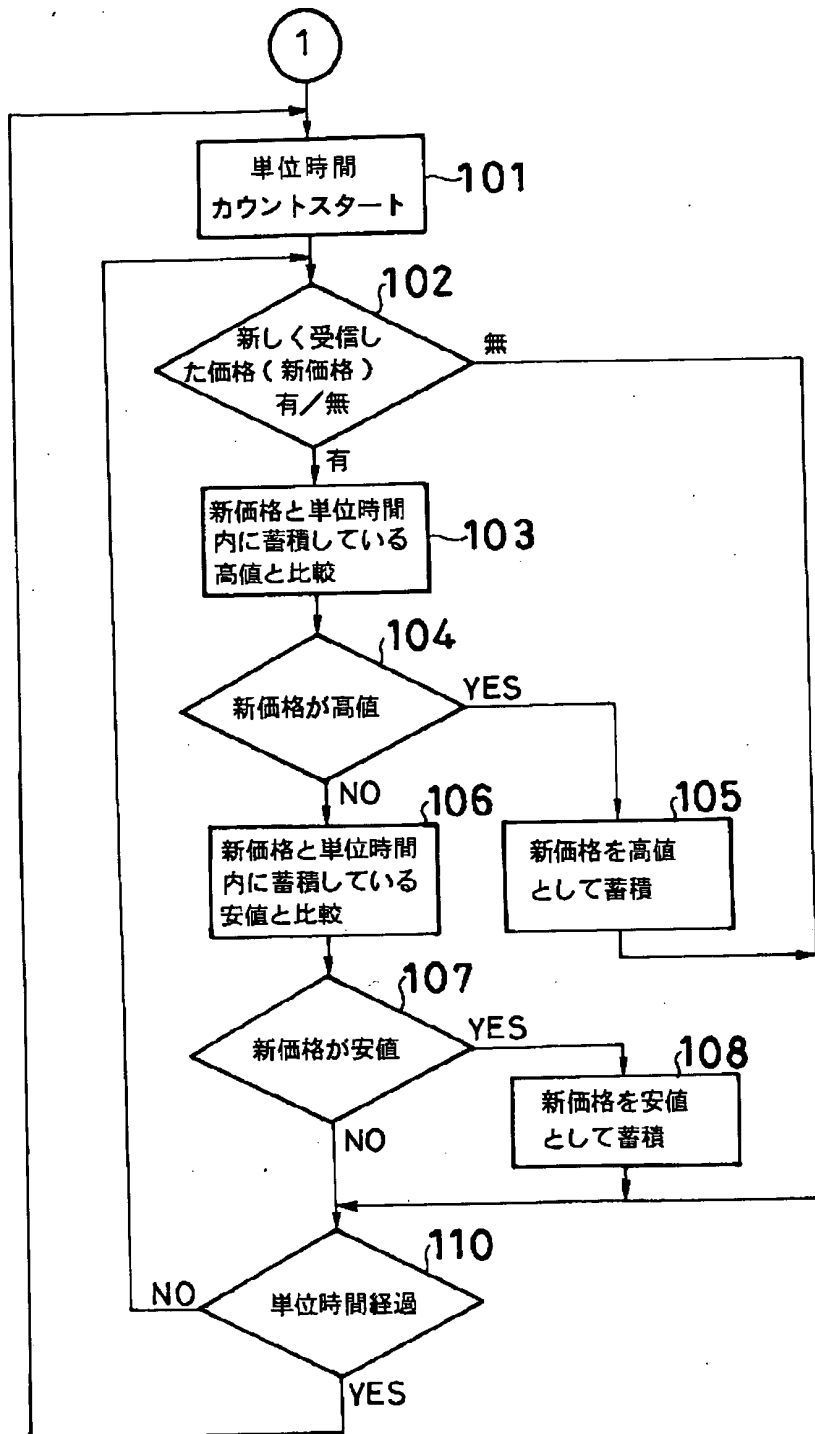 1
単位時間
カウントスタート
101
102
新しく受信し
た価格(新価格)
有/無
無
有
新価格と単位時間
内に蓄積している
高値と比較
103
104
新価格が高値
YES
NO
106
新価格と単位時間
内に蓄積している
安値と比較
105
新価格を高値
として蓄積
107
新価格が安値
YES
NO
108
新価格を安値
として蓄積
110
単位時間経過
NO
YES